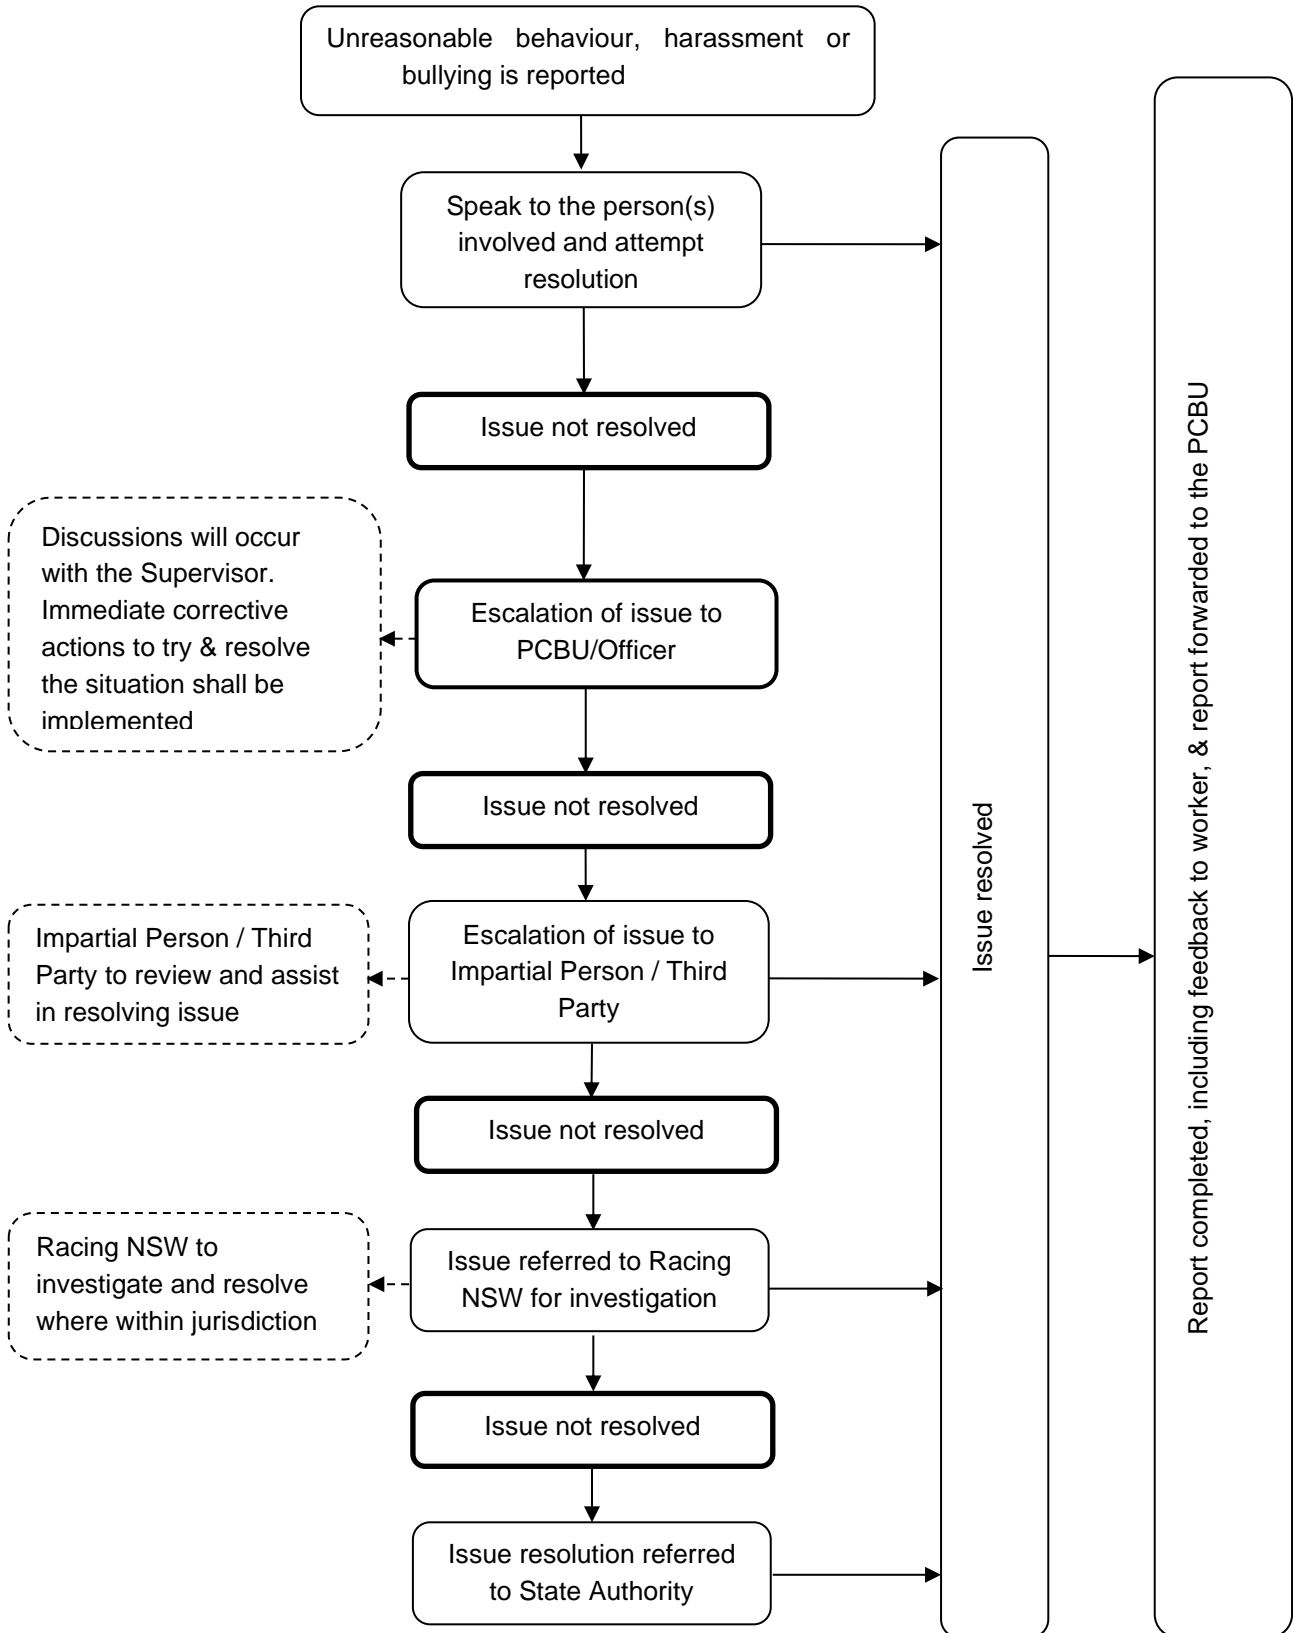 Unreasonable behaviour, harassment or
bullying is reported
Speak to the person(s)
involved and attempt
resolution
Issue not resolved
Discussions will occur
with the Supervisor.
Immediate corrective
actions to try & resolve
the situation shall be
implemented
Escalation of issue to
PCBU/Officer
Issue not resolved
Impartial Person / Third
Party to review and assist
in resolving issue
Escalation of issue to
Impartial Person / Third
Party
Issue not resolved
Racing NSW to
investigate and resolve
where within jurisdiction
Issue referred to Racing
NSW for investigation
Issue not resolved
Issue resolution referred
to State Authority
Issue resolved
Report completed, including feedback to worker, & report forwarded to the PCBU